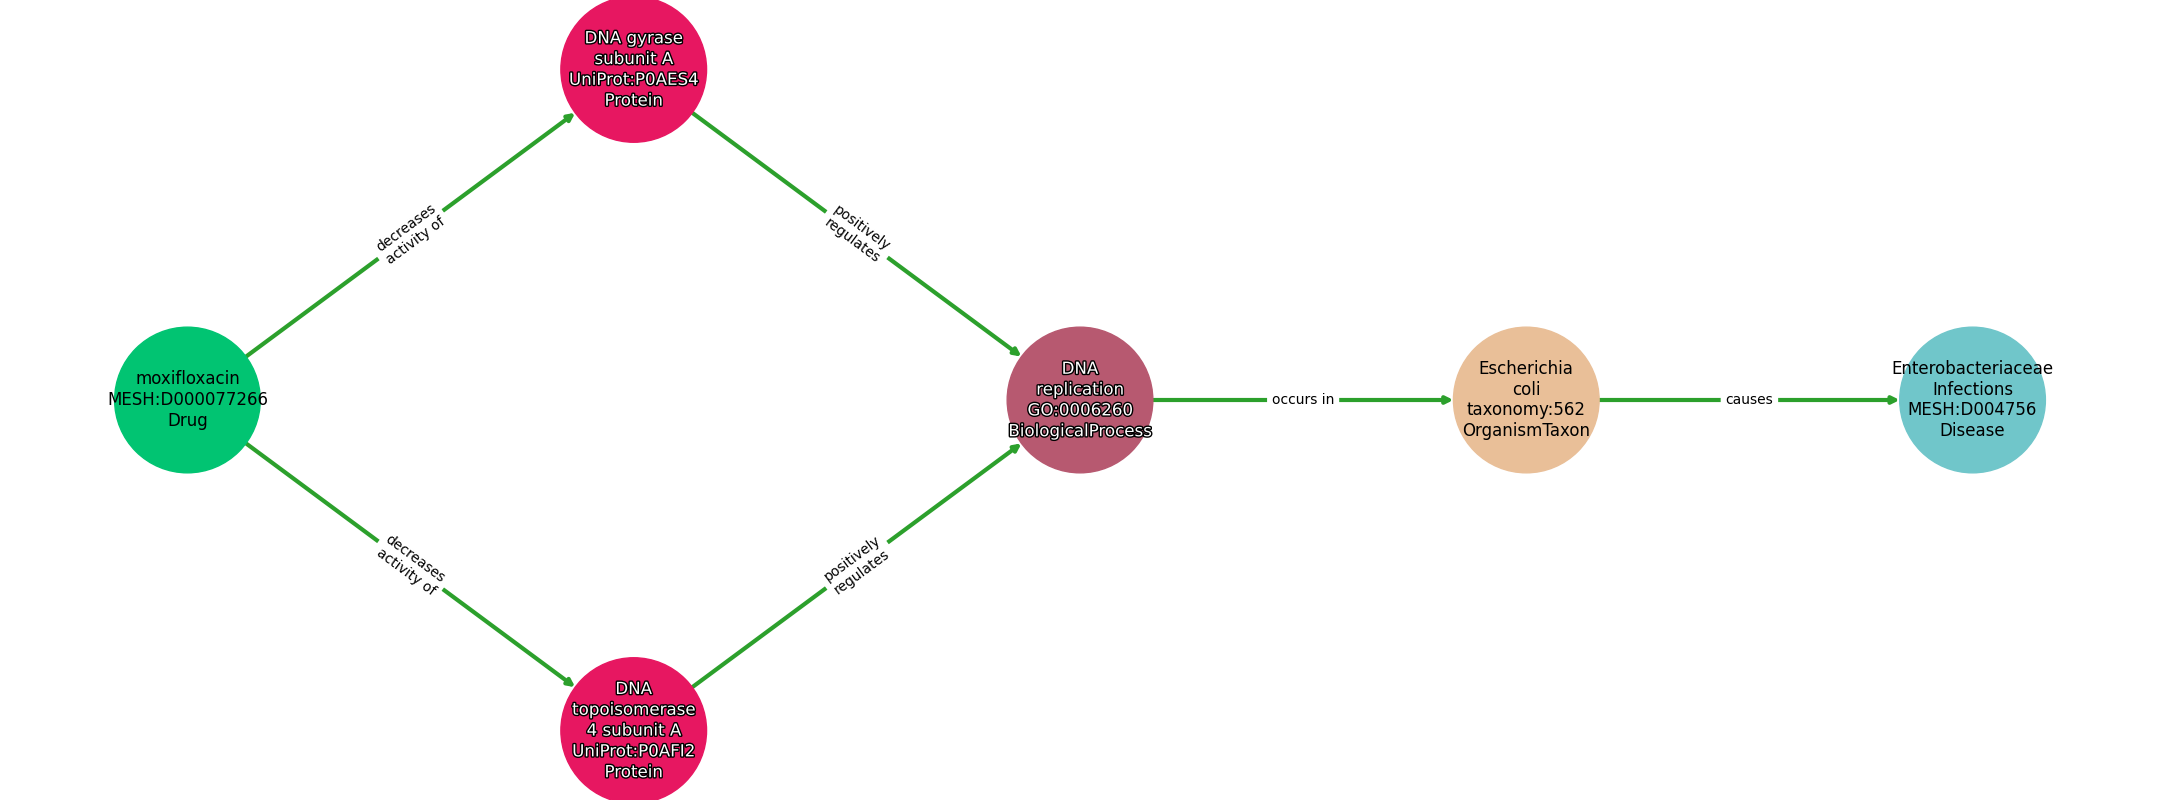 DNA gyrase
subunit A
UniProt:P0AES4
Protein
decreases
activity of
positively
regulates
moxifloxacin
MESH:D000077266
Drug
DNA
replication
GO:0006260
BiologicalProcess
occurs in
Escherichia
coli
taxonomy:562
OrganismTaxon
causes
Enterobacteriaceae
Infections
MESH:D004756
Disease
decreases
activity of
positively
regulates
DNA
topoisomerase
4 subunit A
UniProt:P0AFI2
Protein